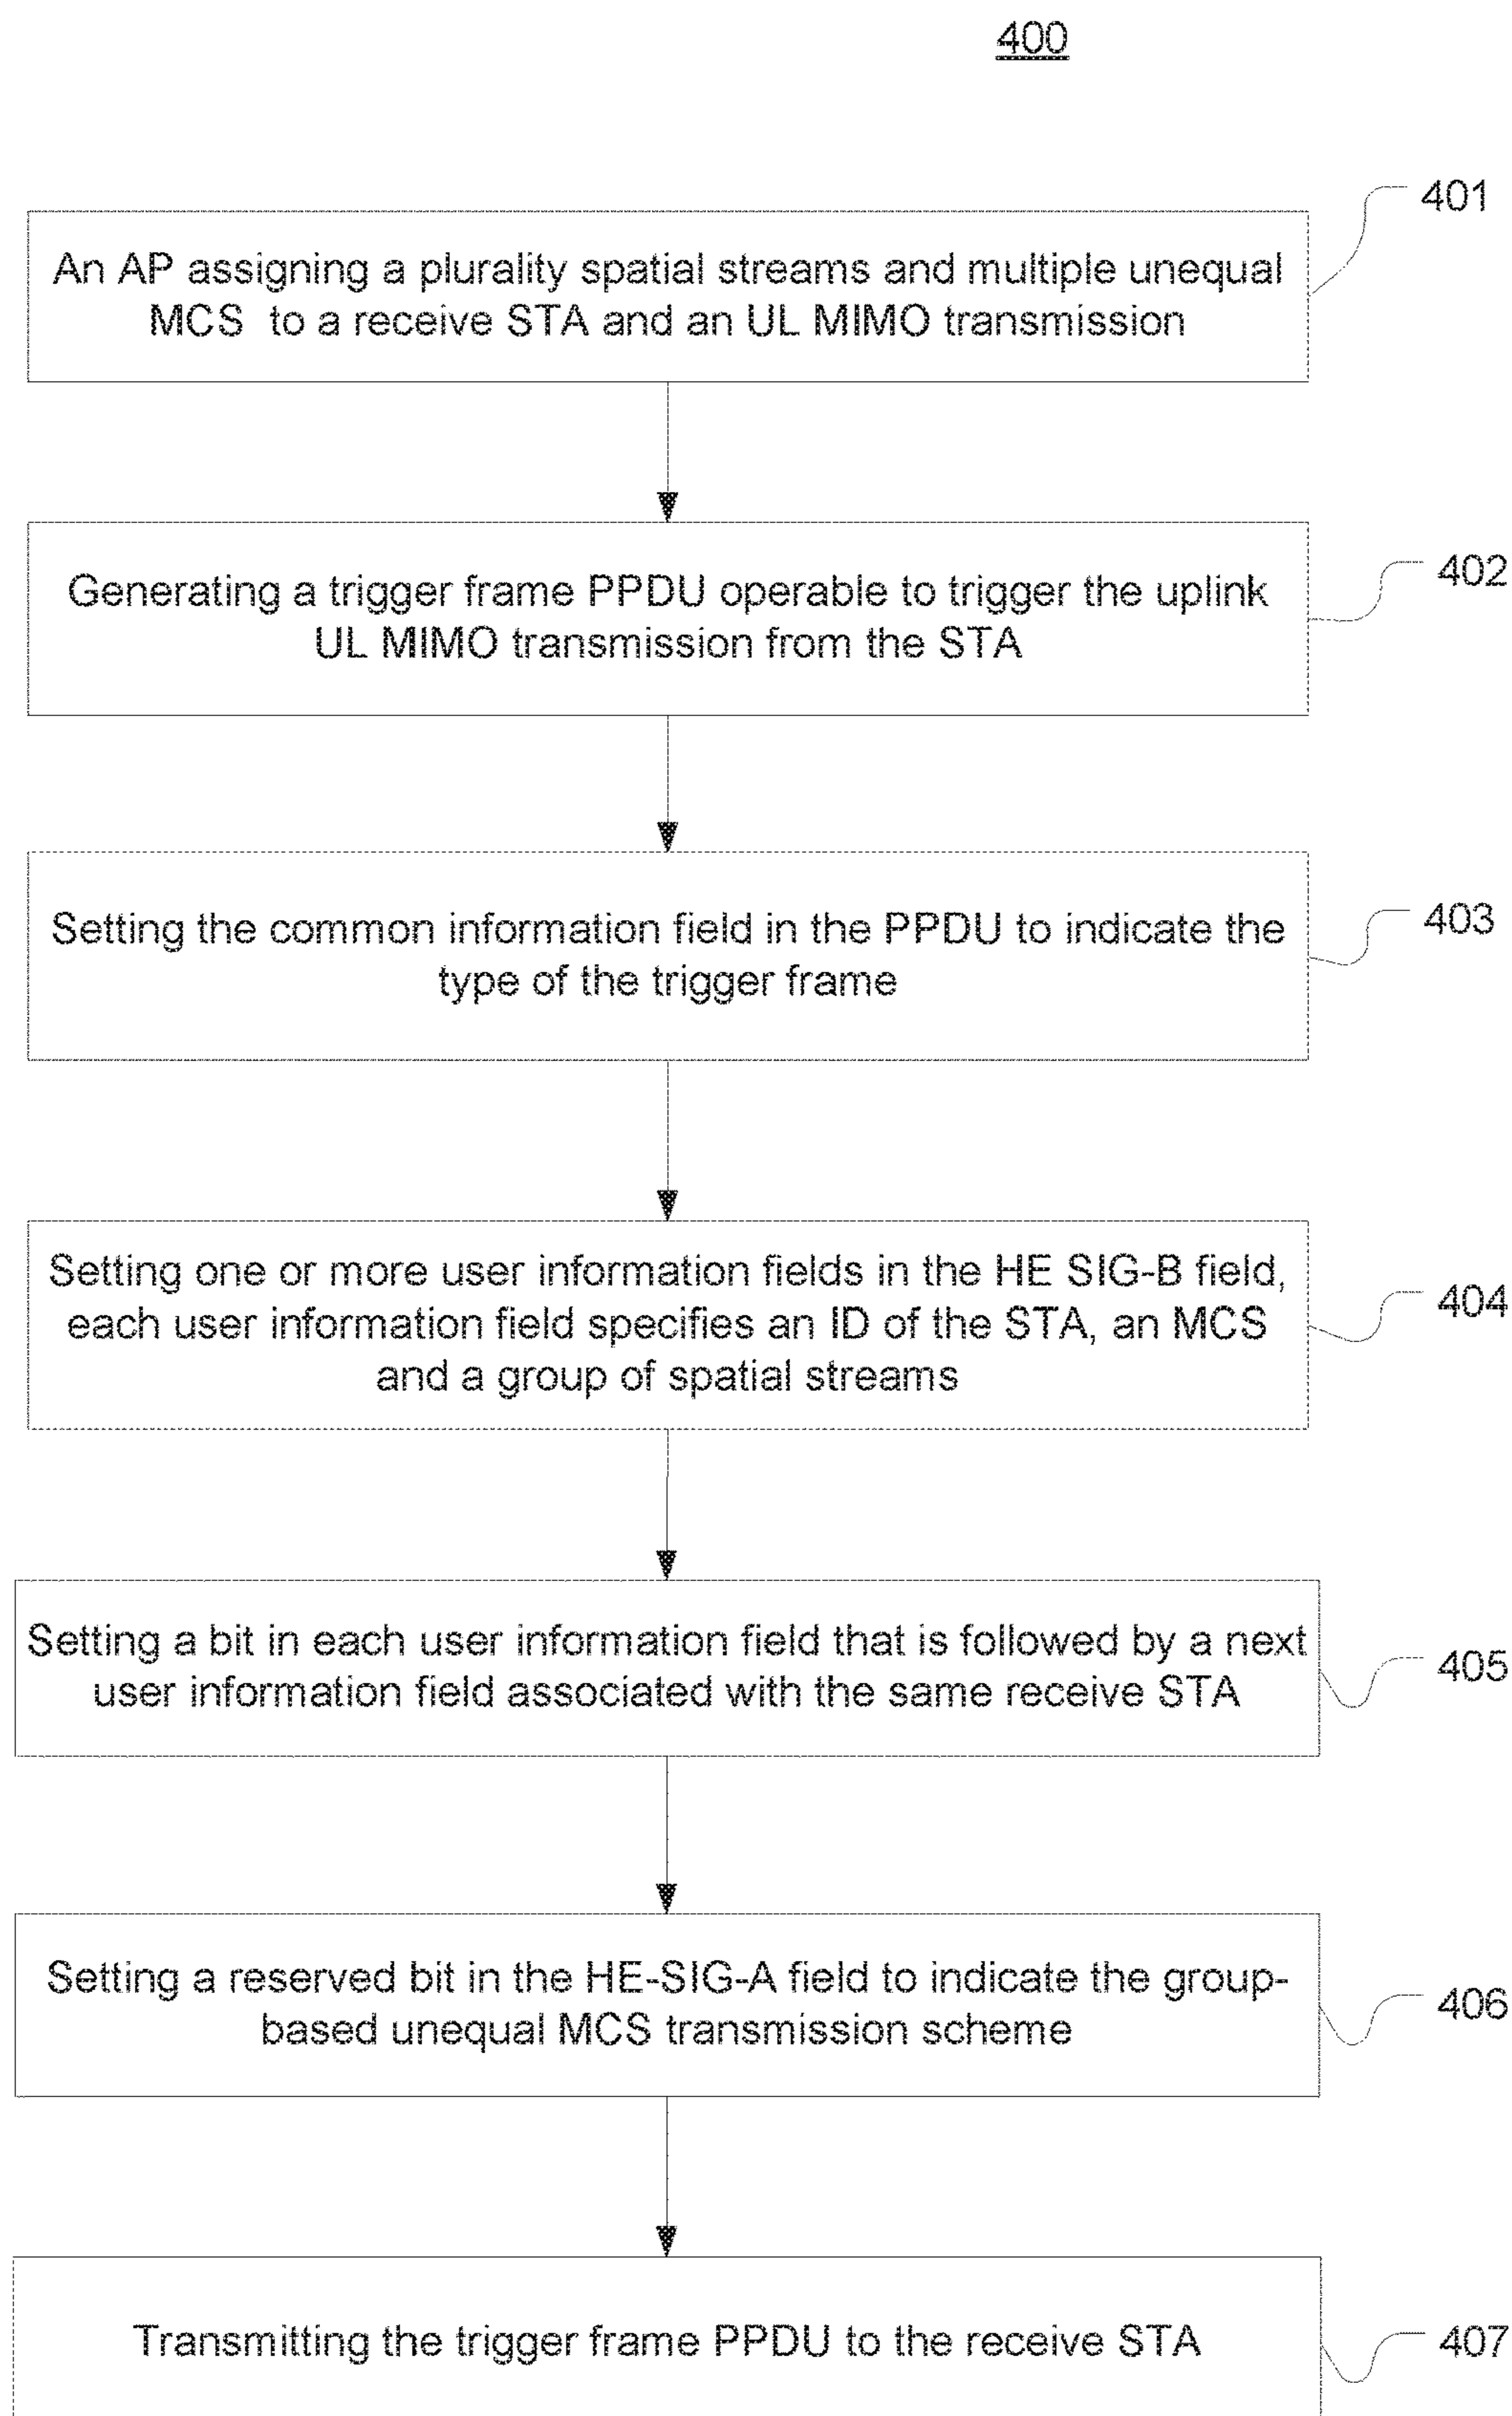 400
401
An AP assigning a plurality spatial streams and multiple unequal
MCS to a receive STA and an UL MIMO transmission
402
Generating a trigger frame PPDU operable to trigger the uplink
UL MIMO transmission from the STA
403
Setting the common information field in the PPDU to indicate the
type of the trigger frame
404
Setting one or more user information fields in the HE SIG-B field,
each user information field specifies an ID of the STA, an MCS
and a group of spatial streams
405
Setting a bit in each user information field that is followed by a next
user information field associated with the same receive STA
406
Setting a reserved bit in the HE-SIG-A field to indicate the group-
based unequal MCS transmission scheme
407
Transmitting the trigger frame PPDU to the receive STA